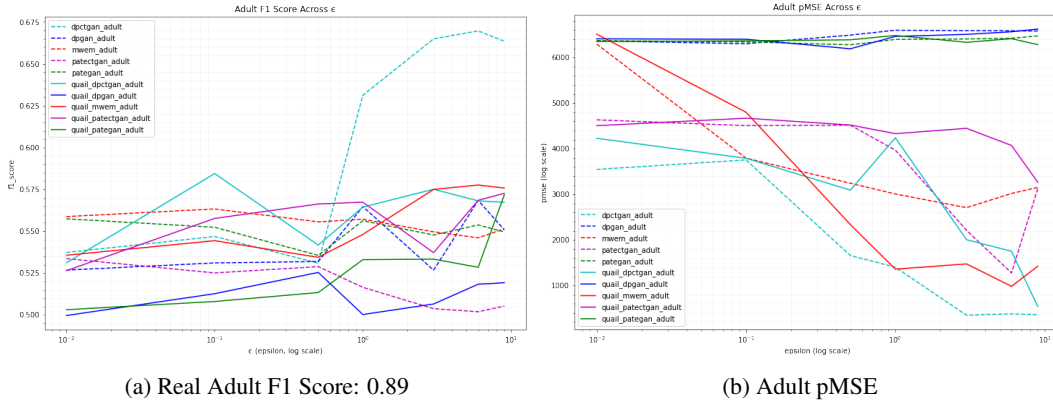 Adult F1 Score Across ϵ
0.675
0.650
0.625
0.600
0.575
0.550
0.525
0.500
f1_score
dpctgan_adult
dpgan_adult
mwem_adult
patectgan_adult
pategan_adult
quail_dpctgan_adult
quail_dpgan_adult
quail_mwem_adult
quail_patectgan_adult
quail_pategan_adult
10⁻² 10⁻¹ 10⁰ 10¹
ϵ (epsilon, log scale)
(a) Real Adult F1 Score: 0.89
Adult pMSE Across ϵ
6000
5000
4000
3000
2000
1000
pmse (log scale)
dpctgan_adult
dpgan_adult
mwem_adult
patectgan_adult
pategan_adult
quail_dpctgan_adult
quail_dpgan_adult
quail_mwem_adult
quail_patectgan_adult
quail_pategan_adult
10⁻² 10⁻¹ 10⁰ 10¹
epsilon (log scale)
(b) Adult pMSE